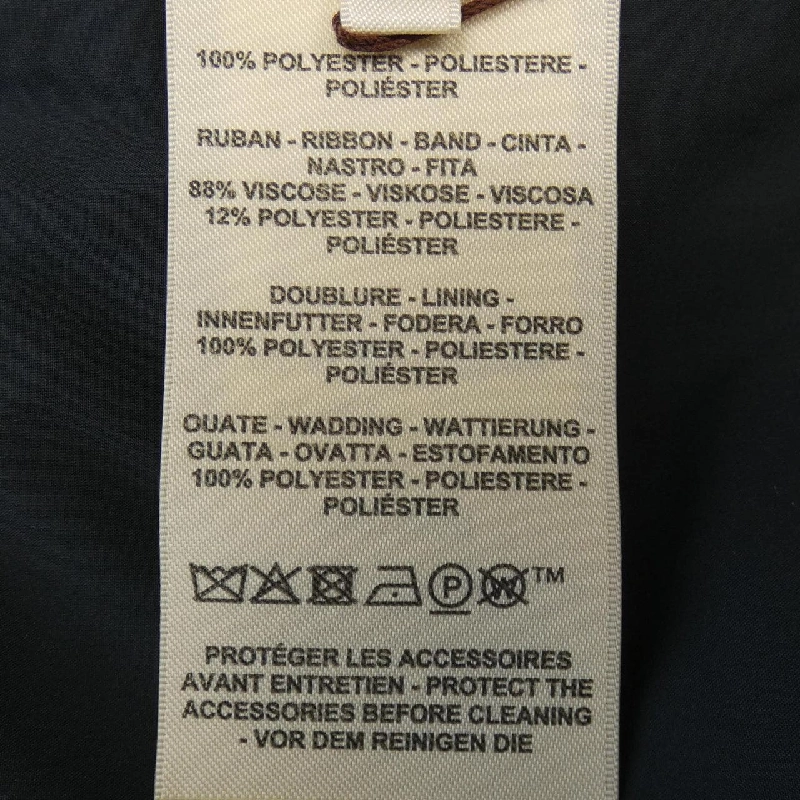 100% POLYESTER - POLIESTERE -
POLIÉSTER
RUBAN - RIBBON - BAND - CINTA -
NASTRO - FITA
88% VISCOSE - VISKOSE - VISCOSA
12% POLYESTER - POLIESTERE -
POLIÉSTER
DOUBLURE - LINING -
INNENFUTTER - FODERA - FORRO
100% POLYESTER - POLIESTERE -
POLIÉSTER
OUATE - WADDING - WATTIERUNG -
GUATA - OVATTA - ESTOFAMENTO
100% POLYESTER - POLIESTERE -
POLIÉSTER
P W TM
PROTÉGER LES ACCESSOIRES
AVANT ENTRETIEN - PROTECT THE
ACCESSORIES BEFORE CLEANING
- VOR DEM REINIGEN DIE